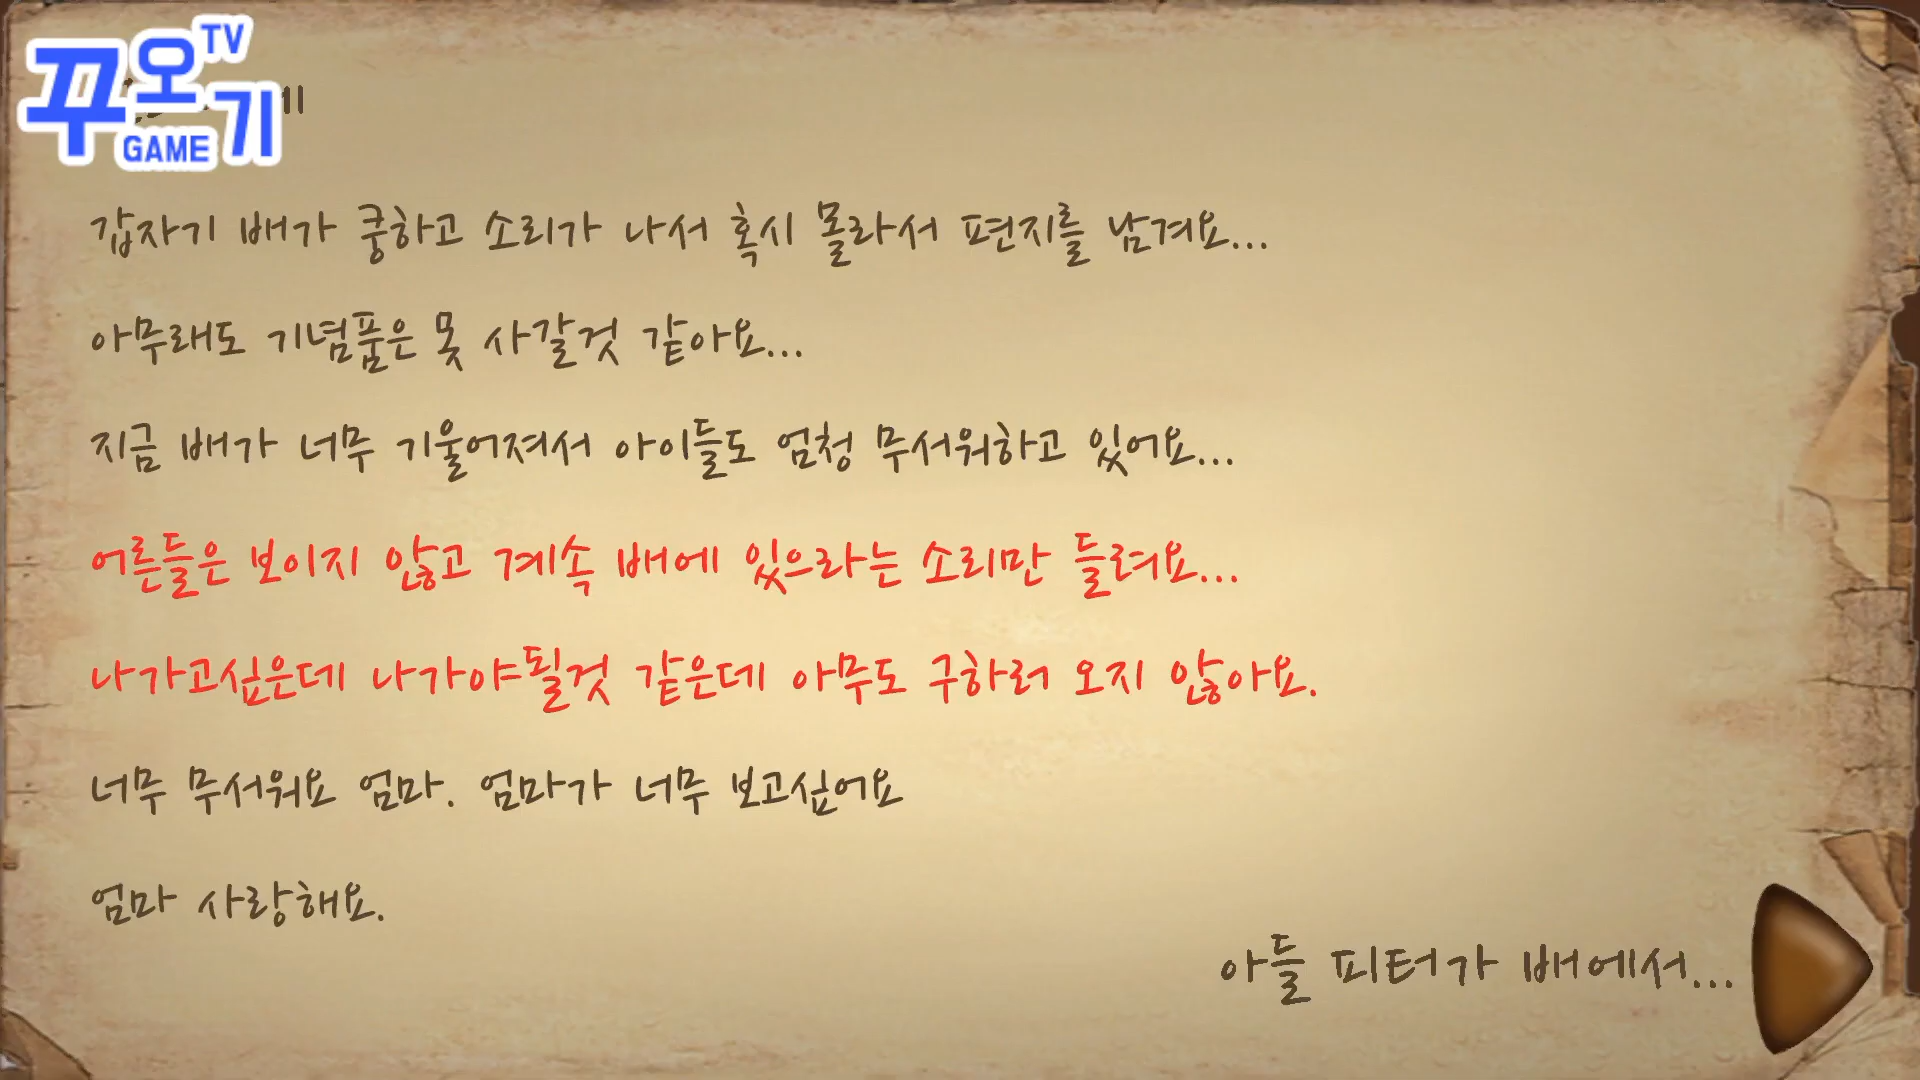 꾸오기 TV GAME
갑자기 배가 쿵하고 소리가 나서 혹시 몰라서 편지를 남겨요...
아무래도 기념품은 못 사갈것 같아요...
지금 배가 너무 기울어져서 아이들도 엄청 무서워하고 있어요...
어른들은 보이지 않고 계속 배에 있으라는 소리만 들려요...
나가고싶은데 나가야될것 같은데 아무도 구하러 오지 않아요.
너무 무서워요 엄마. 엄마가 너무 보고싶어요
엄마 사랑해요.
아들 피터가 배에서...